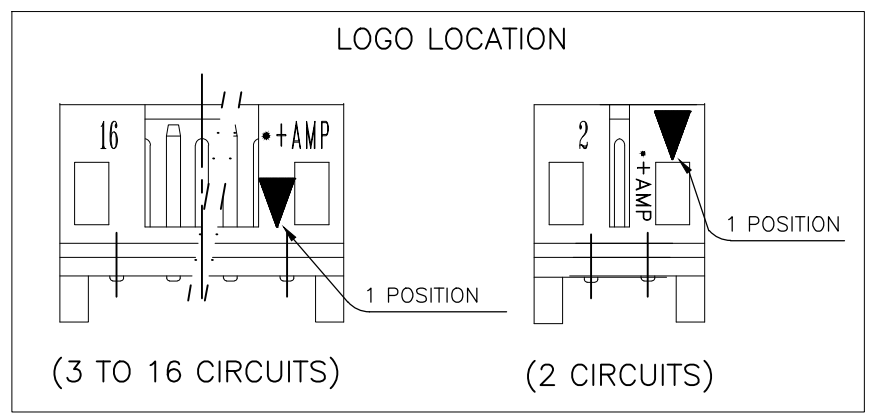 LOGO LOCATION
16
*+AMP
1 POSITION
(3 TO 16 CIRCUITS)
2
*+AMP
1 POSITION
(2 CIRCUITS)